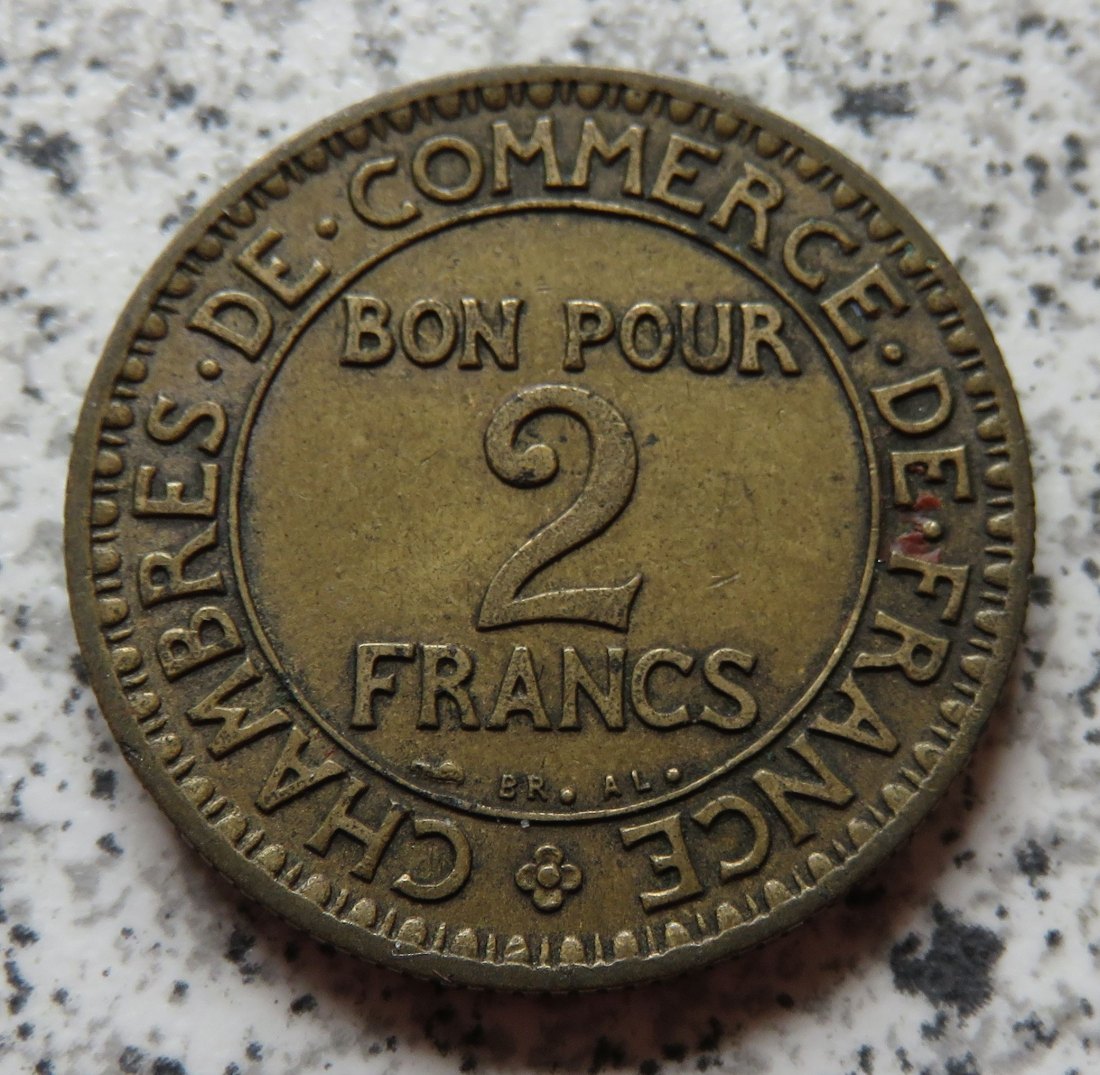 CHAMBRES · DE · COMMERCE · DE · FRANCE
BON POUR
2
FRANCS
BR. AL.